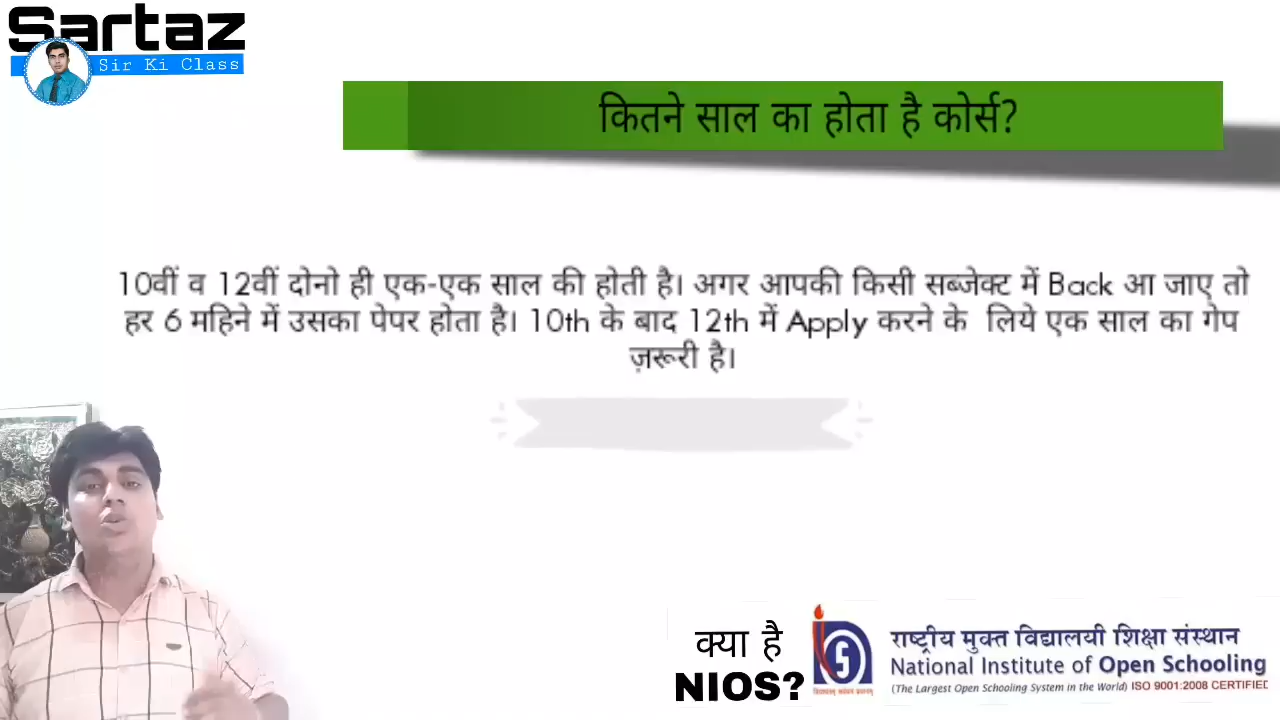 Sartaz
Sir Ki Class
कितने साल का होता है कोर्स?
10वीं व 12वीं दोनो ही एक-एक साल की होती है। अगर आपकी किसी सब्जेक्ट में Back आ जाए तो
हर 6 महिने में उसका पेपर होता है। 10th के बाद 12th में Apply करने के लिये एक साल का गेप
ज़रूरी है।
क्या है
NIOS?
राष्ट्रीय मुक्त विद्यालयी शिक्षा संस्थान
National Institute of Open Schooling
(The Largest Open Schooling System in the World) ISO 9001:2008 CERTIFIED